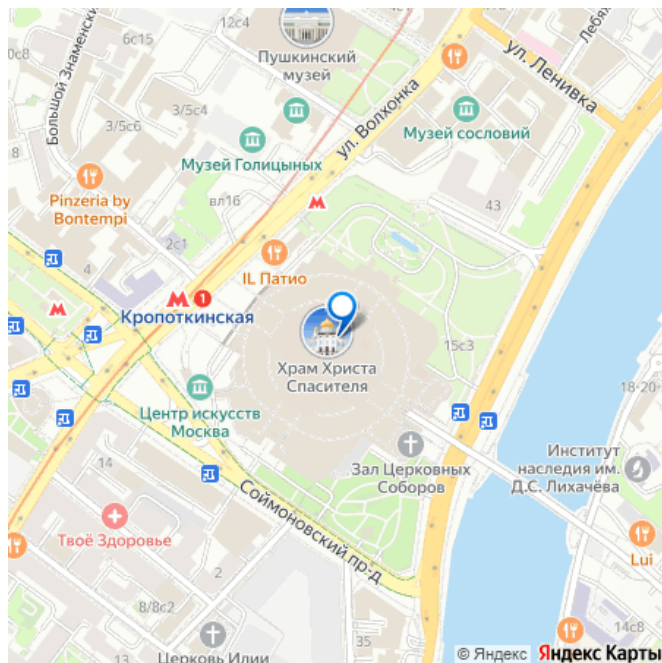 12с4
12с2
Лебяж
6с15
Пушкинский
музей
ул. Ленивка
Большой Знаменский
3/5с4
3/5с6
8
ул. Волхонка
Музей сословий
Музей Голицыных
Pinzeria by
Bontempi
вл16
43
2с1
4
IL Патио
1
Кропоткинская
15с3
Храм Христа
Спасителя
18-20
Центр искусств
Москва
14
Зал Церковных
Соборов
Институт
наследия им.
Д.С. Лихачёва
Соймоновский пр-д
Твоё Здоровье
Lui
2
8/8с2
35
14с8
Церковь Илии
© Яндекс Яндекс Карты